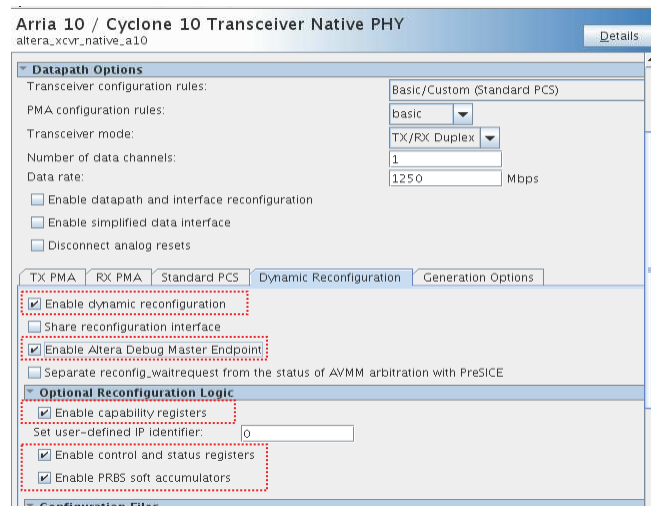 Arria 10 / Cyclone 10 Transceiver Native PHY
altera_xcvr_native_a10
Details
Datapath Options
Transceiver configuration rules: Basic/Custom (Standard PCS)
PMA configuration rules: basic
Transceiver mode: TX/RX Duplex
Number of data channels: 1
Data rate: 1250 Mbps
Enable datapath and interface reconfiguration
Enable simplified data interface
Disconnect analog resets
TX PMA RX PMA Standard PCS Dynamic Reconfiguration Generation Options
Enable dynamic reconfiguration
Share reconfiguration interface
Enable Altera Debug Master Endpoint
Separate reconfig_waitrequest from the status of AVMM arbitration with PreSICE
Optional Reconfiguration Logic
Enable capability registers
Set user-defined IP identifier: 0
Enable control and status registers
Enable PRBS soft accumulators
Configuration Files